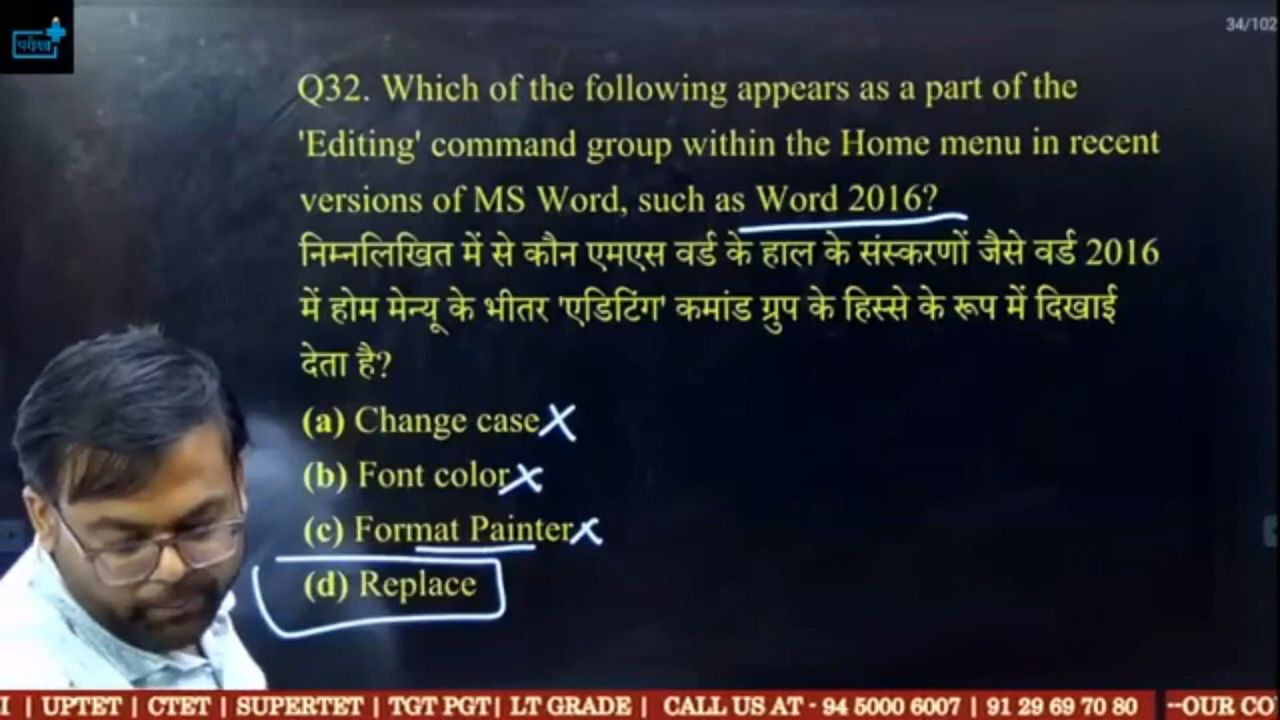 परीक्षा
34/102
Q32. Which of the following appears as a part of the
'Editing' command group within the Home menu in recent
versions of MS Word, such as Word 2016?
निम्नलिखित में से कौन एमएस वर्ड के हाल के संस्करणों जैसे वर्ड 2016
में होम मेन्यू के भीतर 'एडिटिंग' कमांड ग्रुप के हिस्से के रूप में दिखाई
देता है?
(a) Change case
(b) Font color
(c) Format Painter
(d) Replace
I | UPTET | CTET | SUPERTET | TGT PGT| LT GRADE | CALL US AT - 94 5000 6007 | 91 29 69 70 80 --OUR CO